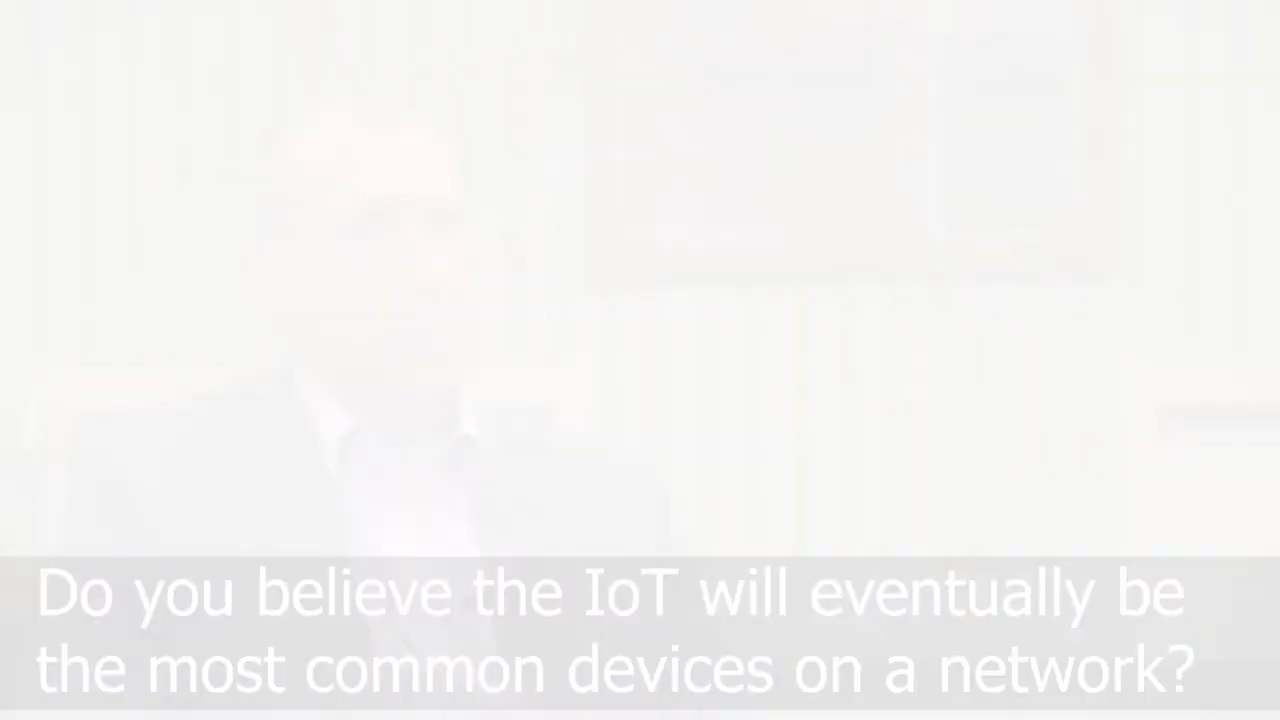 Do you believe the IoT will eventually be
the most common devices on a network?